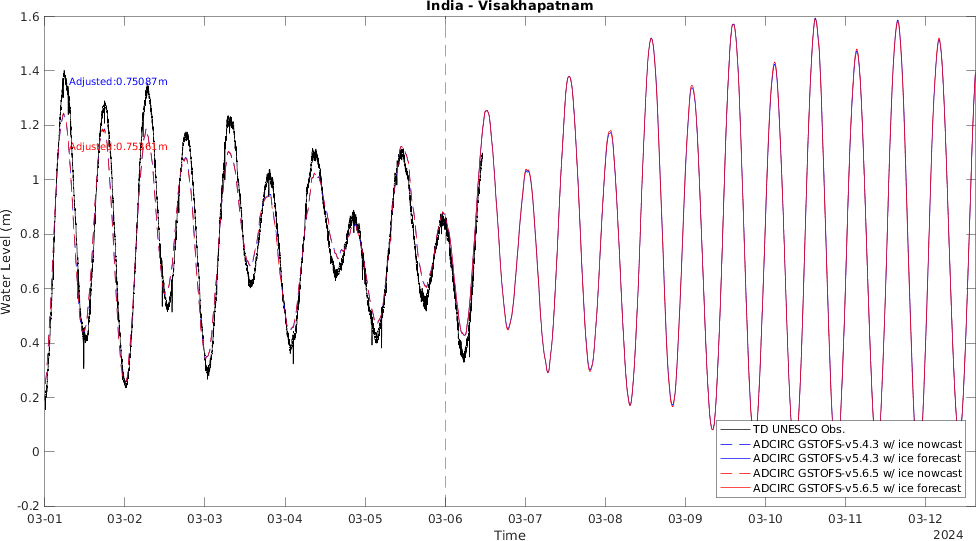 India - Visakhapatnam
1.6
1.4
1.2
1
0.8
0.6
0.4
0.2
0
-0.2
Water Level (m)
Adjusted:0.75087m
Adjusted:0.75361m
TD UNESCO Obs.
ADCIRC GSTOFS-v5.4.3 w/ ice nowcast
ADCIRC GSTOFS-v5.4.3 w/ ice forecast
ADCIRC GSTOFS-v5.6.5 w/ ice nowcast
ADCIRC GSTOFS-v5.6.5 w/ ice forecast
03-01 03-02 03-03 03-04 03-05 03-06 03-07 03-08 03-09 03-10 03-11 03-12
Time
2024